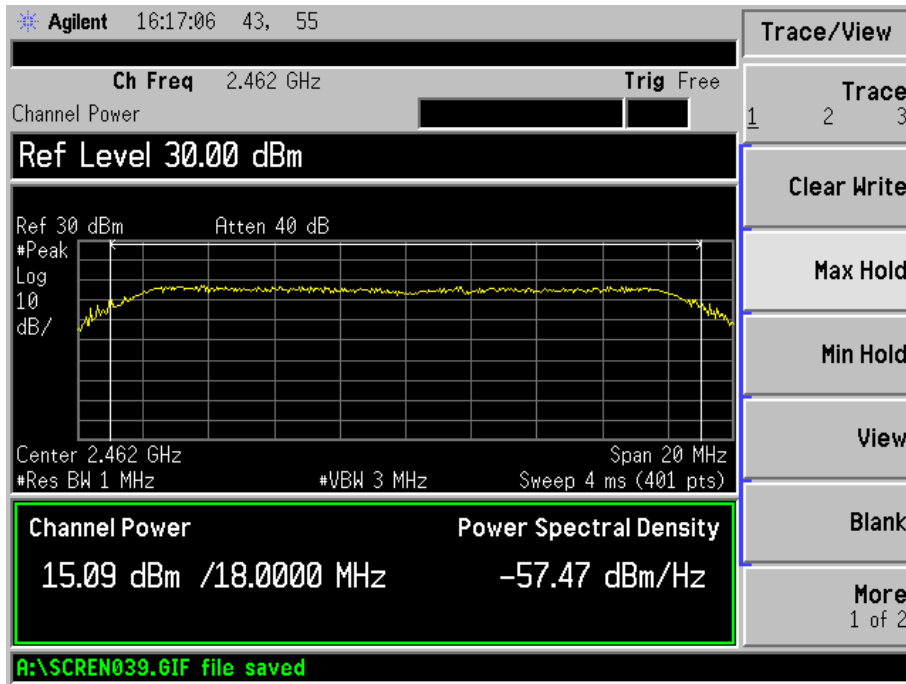 Agilent 16:17:06 43, 55
Trace/View
Ch Freq 2.462 GHz Trig Free
Channel Power
Trace
1 2 3
Ref Level 30.00 dBm
Clear Write
Ref 30 dBm Atten 40 dB
#Peak
Log
10
dB/
Max Hold
Min Hold
Center 2.462 GHz Span 20 MHz
#Res BW 1 MHz #VBW 3 MHz Sweep 4 ms (401 pts)
View
Channel Power Power Spectral Density
15.09 dBm /18.0000 MHz -57.47 dBm/Hz
Blank
More
1 of 2
A:\SCREN039.GIF file saved